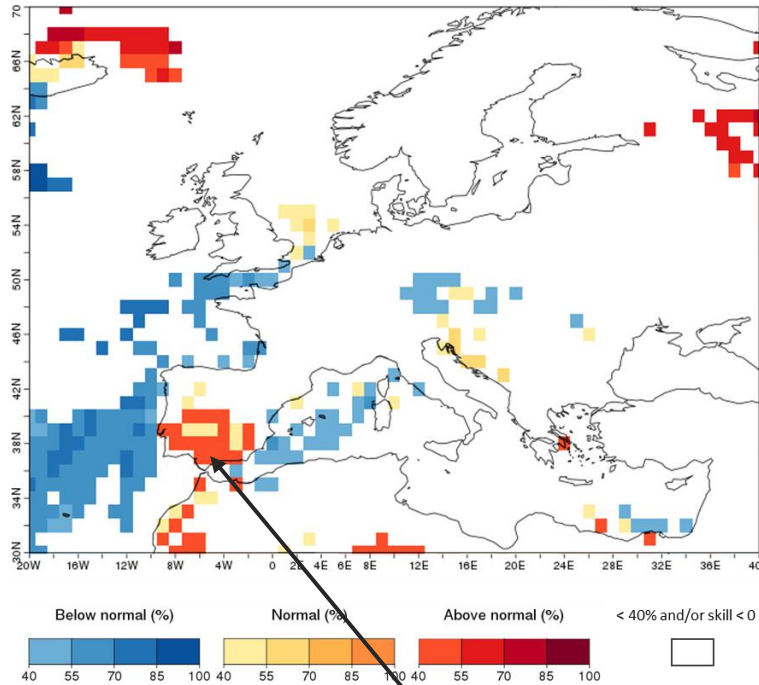 70
66N
62N
58N
54N
50N
46N
42N
38N
34N
30N
20W 16W 12W 8W 4W 0 2E 4E 6E 8E 12E 16E 20E 24E 28E 32E 36E 40
Below normal (%) Normal (%) Above normal (%) < 40% and/or skill < 0
40 55 70 85 100 40 55 70 85 100 40 55 70 85 100